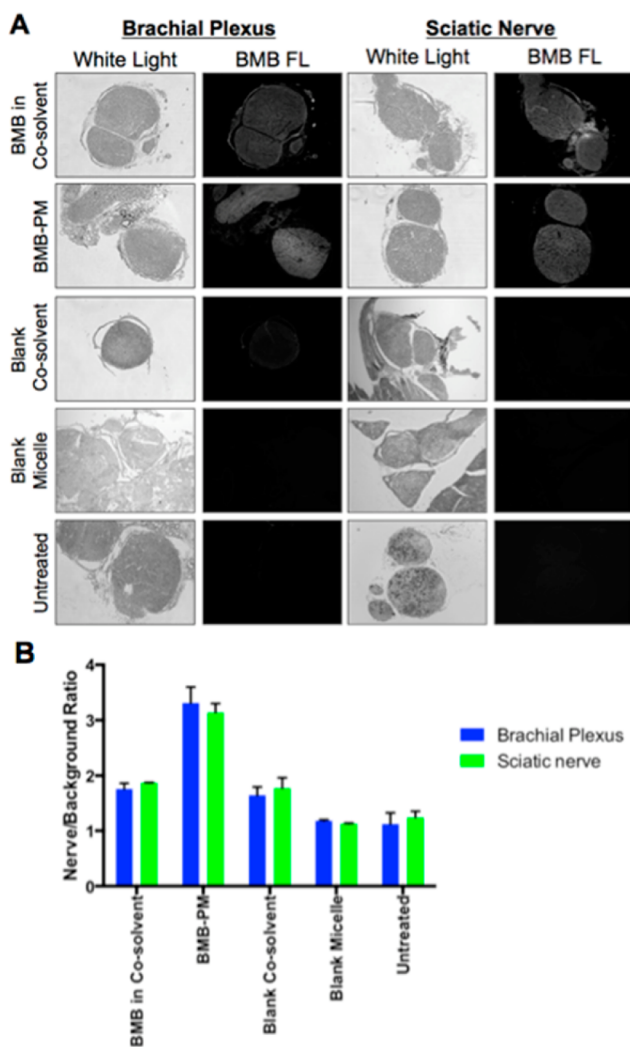 A
Brachial Plexus
Sciatic Nerve
White Light
BMB FL
White Light
BMB FL
BMB in
Co-solvent
BMB-PM
Blank
Co-solvent
Blank
Micelle
Untreated
B
Nerve/Background Ratio
4
3
2
1
0
BMB in Co-solvent
BMB-PM
Blank Co-solvent
Blank Micelle
Untreated
Brachial Plexus
Sciatic nerve